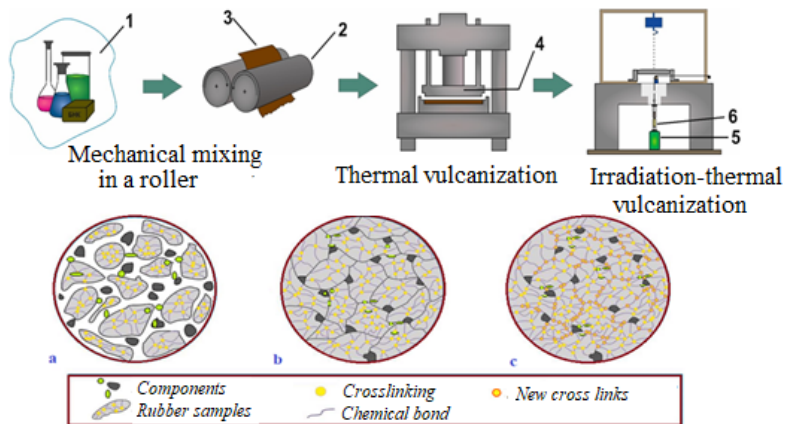 1
3
2
4
6
5
Mechanical mixing
in a roller
Thermal vulcanization
Irradiation-thermal
vulcanization
a
b
c
Components
Crosslinking
New cross links
Rubber samples
Chemical bond